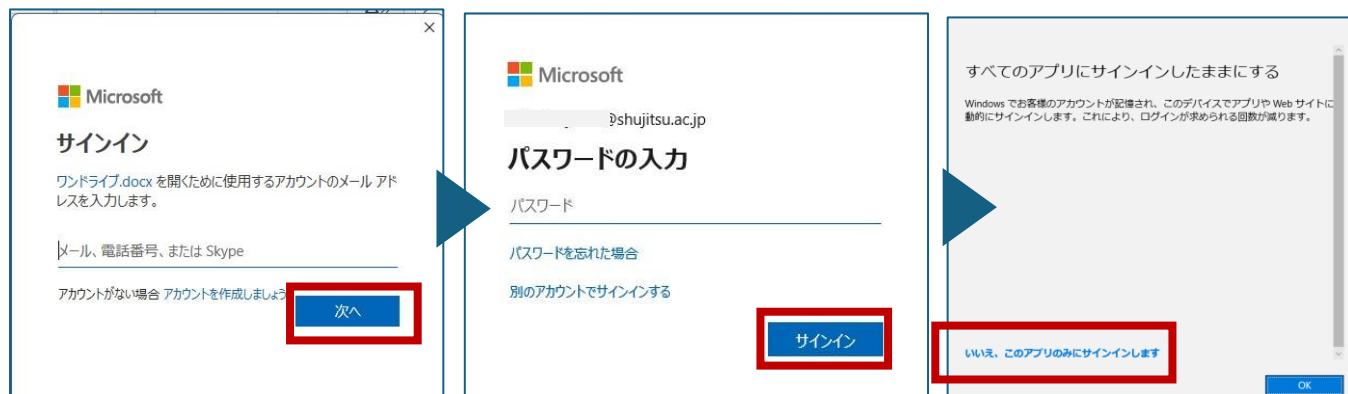 Microsoft
サインイン
ワンドライブ.docx を開くために使用するアカウントのメール アド
レスを入力します。
メール、電話番号、または Skype
アカウントがない場合 アカウントを作成しましょう
次へ
Microsoft
@shujitsu.ac.jp
パスワードの入力
パスワード
パスワードを忘れた場合
別のアカウントでサインインする
サインイン
すべてのアプリにサインインしたままにする
Windows でお客様のアカウントが記憶され、このデバイスでアプリや Web サイトに
動的にサインインします。これにより、ログインが求められる回数が減ります。
いいえ、このアプリのみにサインインします
OK